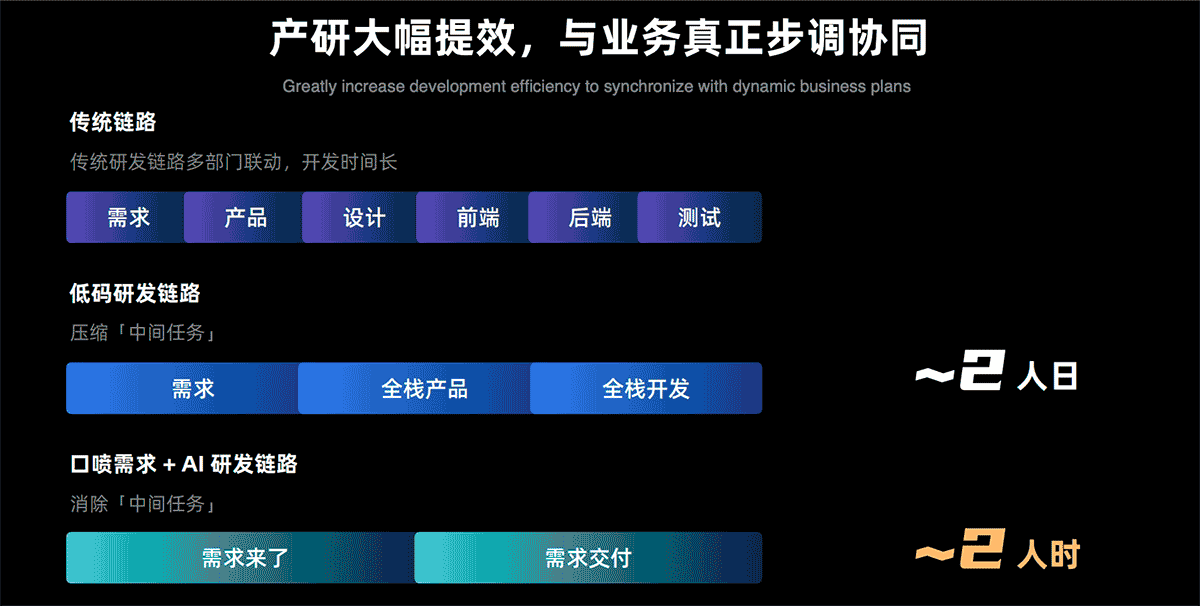 产研大幅提效，与业务真正步调协同
Greatly increase development efficiency to synchronize with dynamic business plans
传统链路
传统研发链路多部门联动，开发时间长
需求 产品 设计 前端 后端 测试
低码研发链路
压缩「中间任务」
需求 全栈产品 全栈开发
~2 人日
口喷需求 + AI 研发链路
消除「中间任务」
需求来了 需求交付
~2 人时